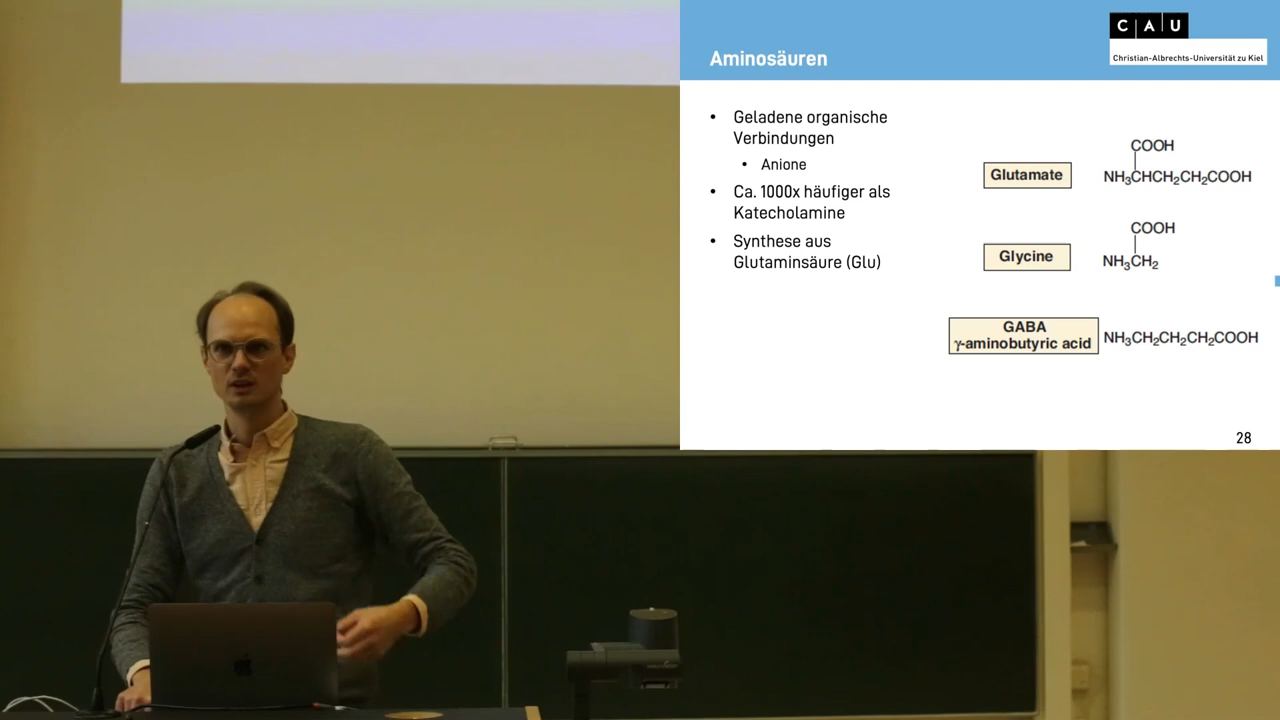 Aminosäuren
C A U
Christian-Albrechts-Universität zu Kiel
• Geladene organische
Verbindungen
• Anione
• Ca. 1000x häufiger als
Katecholamine
• Synthese aus
Glutaminsäure (Glu)
COOH
Glutamate NH₃CHCH₂CH₂COOH
COOH
Glycine NH₃CH₂
GABA
γ-aminobutyric acid NH₃CH₂CH₂CH₂COOH
28